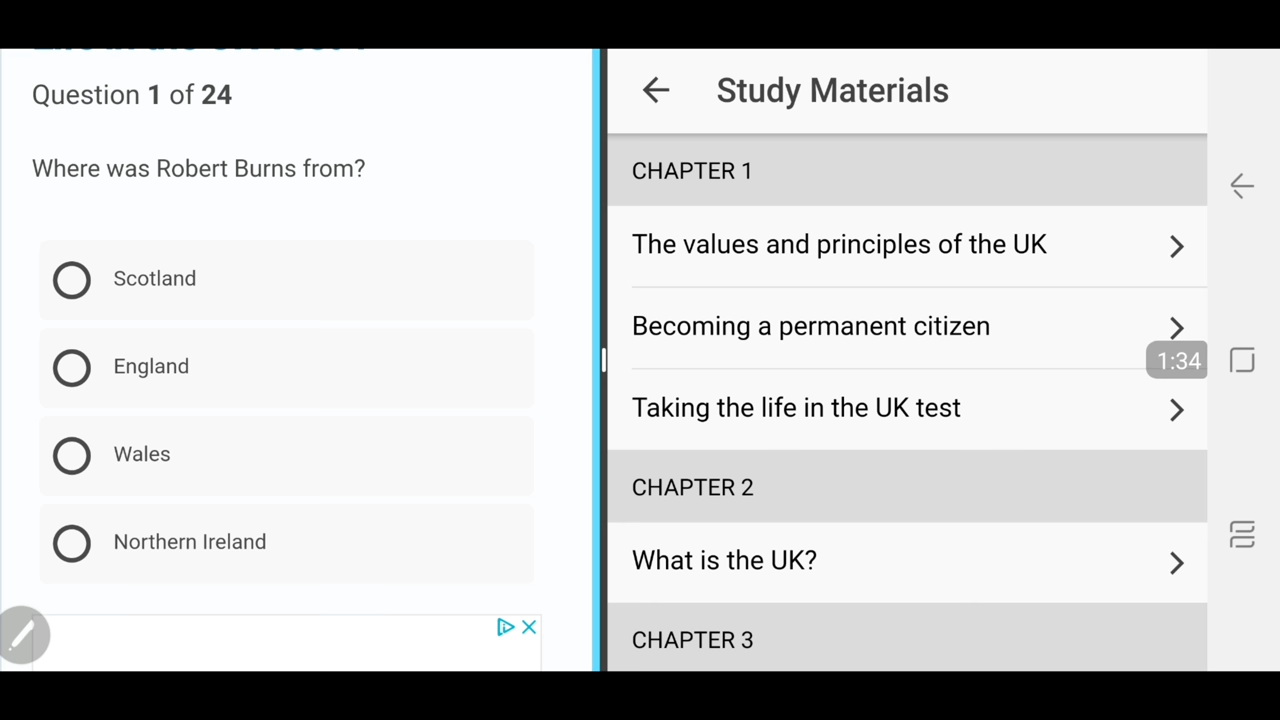 Question 1 of 24
Where was Robert Burns from?
Scotland
England
Wales
Northern Ireland
Study Materials
CHAPTER 1
The values and principles of the UK
Becoming a permanent citizen
1:34
Taking the life in the UK test
CHAPTER 2
What is the UK?
CHAPTER 3